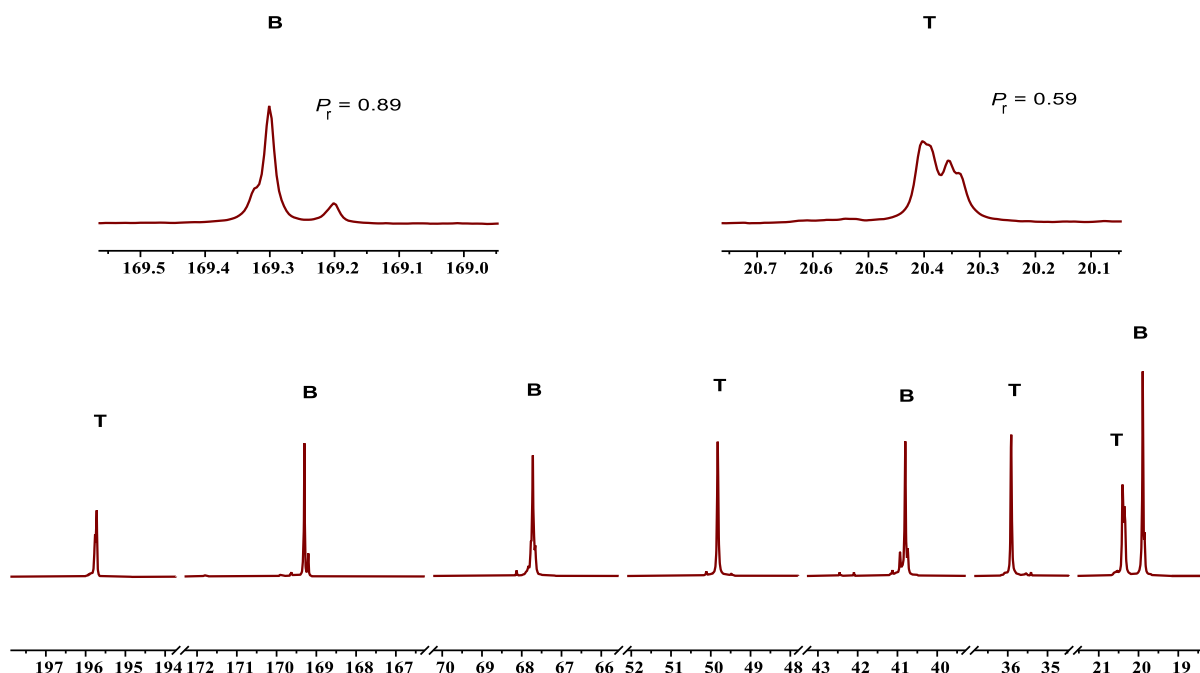 B T
P_r = 0.89 P_r = 0.59
169.5 169.4 169.3 169.2 169.1 169.0 20.7 20.6 20.5 20.4 20.3 20.2 20.1
B
T B B T B T T
197 196 195 194 172 171 170 169 168 167 70 69 68 67 66 52 51 50 49 48 43 42 41 40 36 35 21 20 19